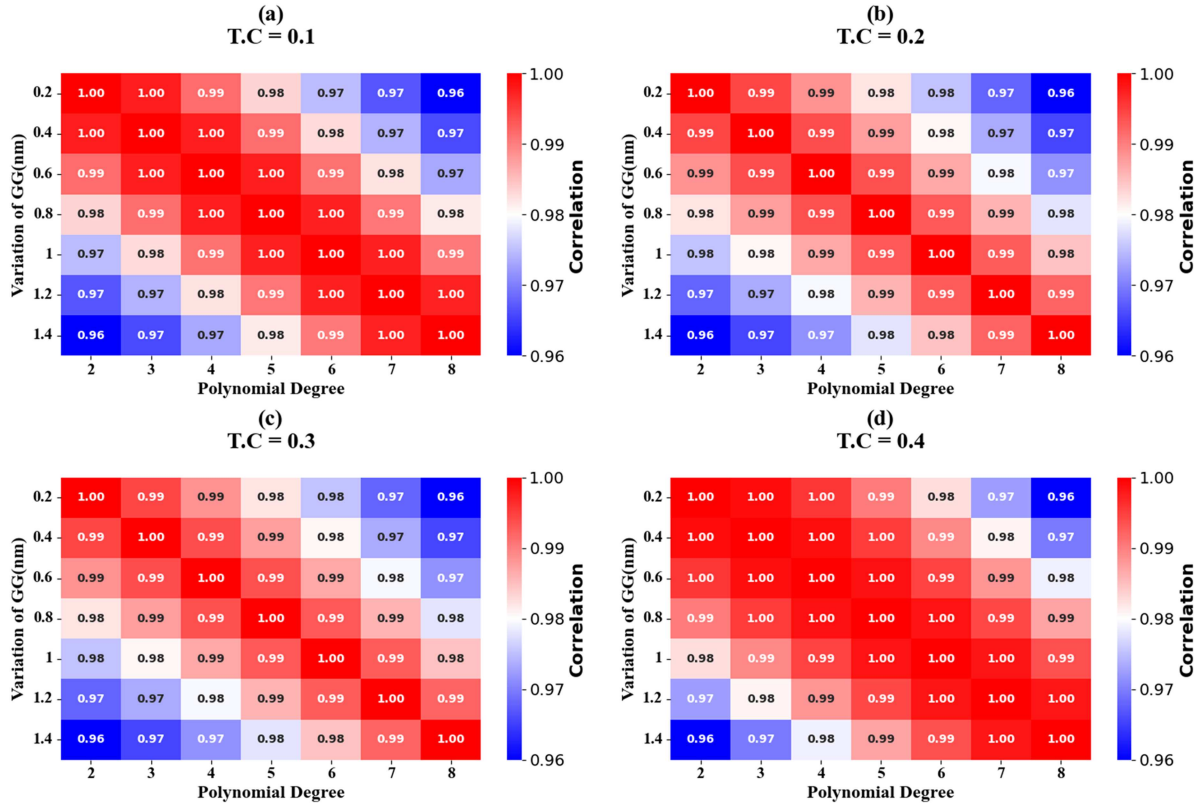 (a)
T.C = 0.1
0.2 1.00 1.00 0.99 0.98 0.97 0.97 0.96
0.4 1.00 1.00 1.00 0.99 0.98 0.97 0.97
0.6 0.99 1.00 1.00 1.00 0.99 0.98 0.97
0.8 0.98 0.99 1.00 1.00 1.00 0.99 0.98
1 0.97 0.98 0.99 1.00 1.00 1.00 0.99
1.2 0.97 0.97 0.98 0.99 1.00 1.00 1.00
1.4 0.96 0.97 0.97 0.98 0.99 1.00 1.00
2 3 4 5 6 7 8
Polynomial Degree
Variation of GG(nm)
1.00
0.99
0.98
0.97
0.96
Correlation
(b)
T.C = 0.2
0.2 1.00 0.99 0.99 0.98 0.98 0.97 0.96
0.4 0.99 1.00 0.99 0.99 0.98 0.97 0.97
0.6 0.99 0.99 1.00 0.99 0.99 0.98 0.97
0.8 0.98 0.99 0.99 1.00 0.99 0.99 0.98
1 0.98 0.98 0.99 0.99 1.00 0.99 0.98
1.2 0.97 0.97 0.98 0.99 0.99 1.00 0.99
1.4 0.96 0.97 0.97 0.98 0.98 0.99 1.00
2 3 4 5 6 7 8
Polynomial Degree
Variation of GG(nm)
1.00
0.99
0.98
0.97
0.96
Correlation
(c)
T.C = 0.3
0.2 1.00 0.99 0.99 0.98 0.98 0.97 0.96
0.4 0.99 1.00 0.99 0.99 0.98 0.97 0.97
0.6 0.99 0.99 1.00 0.99 0.99 0.98 0.97
0.8 0.98 0.99 0.99 1.00 0.99 0.99 0.98
1 0.98 0.98 0.99 0.99 1.00 0.99 0.98
1.2 0.97 0.97 0.98 0.99 0.99 1.00 0.99
1.4 0.96 0.97 0.97 0.98 0.98 0.99 1.00
2 3 4 5 6 7 8
Polynomial Degree
Variation of GG(nm)
1.00
0.99
0.98
0.97
0.96
Correlation
(d)
T.C = 0.4
0.2 1.00 1.00 1.00 0.99 0.98 0.97 0.96
0.4 1.00 1.00 1.00 1.00 0.99 0.98 0.97
0.6 1.00 1.00 1.00 1.00 0.99 0.99 0.98
0.8 0.99 1.00 1.00 1.00 1.00 0.99 0.99
1 0.98 0.99 0.99 1.00 1.00 1.00 0.99
1.2 0.97 0.98 0.99 0.99 1.00 1.00 1.00
1.4 0.96 0.97 0.98 0.99 0.99 1.00 1.00
2 3 4 5 6 7 8
Polynomial Degree
Variation of GG(nm)
1.00
0.99
0.98
0.97
0.96
Correlation